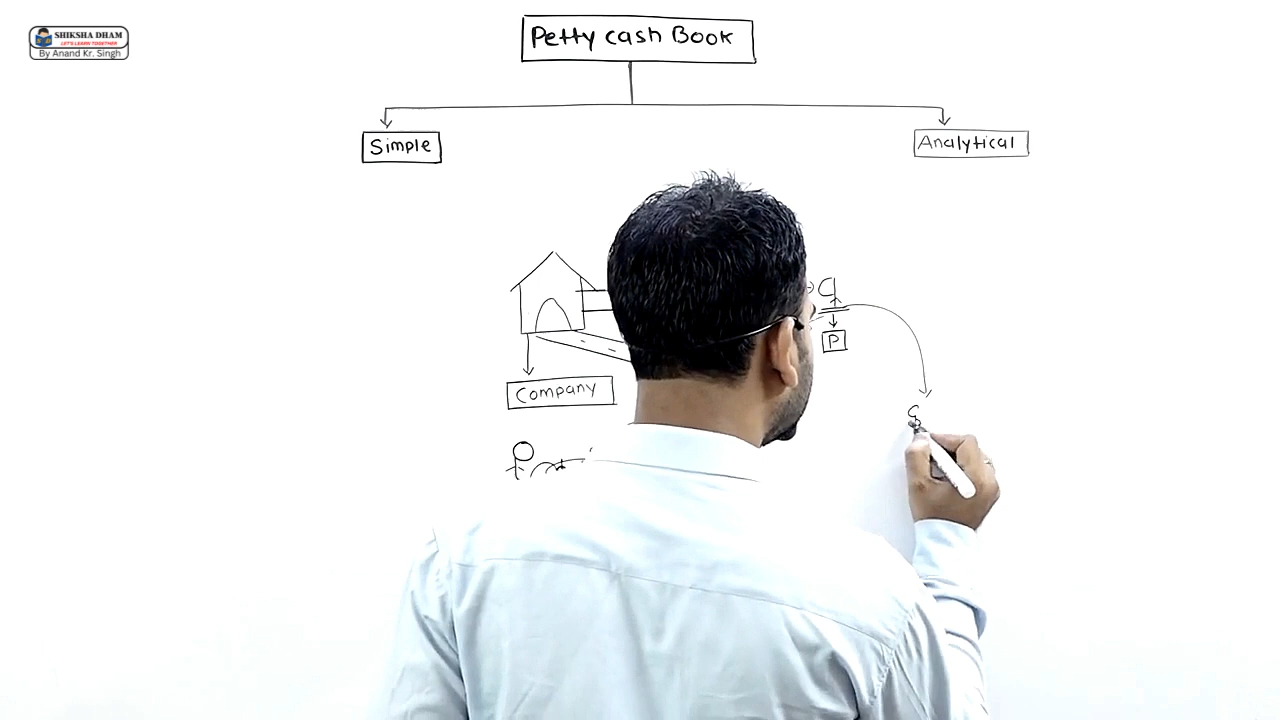 SHIKSHA DHAM
LET'S LEARN TOGETHER
By Anand Kr. Singh
Petty cash Book
Simple
Analytical
P
Company